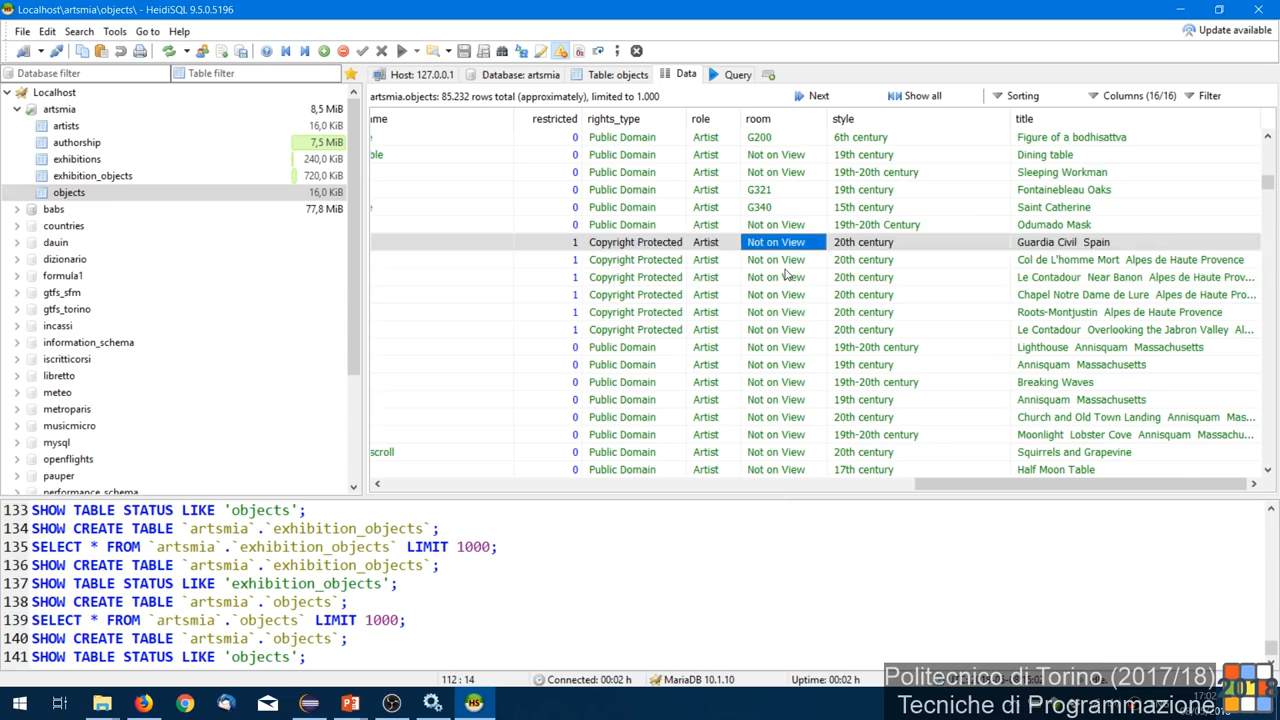 Localhost\artsmia\objects\ - HeidiSQL 9.5.0.5196
File Edit Search Tools Go to Help
Update available
Database filter Table filter
Host: 127.0.0.1 Database: artsmia Table: objects Data Query
Localhost
artsmia 8,5 MiB
artists 16,0 KiB
authorship 7,5 MiB
exhibitions 240,0 KiB
exhibition_objects 720,0 KiB
objects 16,0 KiB
babs 77,8 MiB
countries
dauin
dizionario
formula1
gtfs_sfm
gtfs_torino
incassi
information_schema
iscritticorsi
libretto
meteo
metroparis
musicmicro
mysql
openflights
pauper
performance_schema
artsmia.objects: 85.232 rows total (approximately), limited to 1.000
Next Show all Sorting Columns (16/16) Filter
ame restricted rights_type role room style title
e 0 Public Domain Artist G200 6th century Figure of a bodhisattva
ble 0 Public Domain Artist Not on View 19th century Dining table
0 Public Domain Artist Not on View 19th-20th century Sleeping Workman
0 Public Domain Artist G321 19th century Fontainebleau Oaks
e 0 Public Domain Artist G340 15th century Saint Catherine
0 Public Domain Artist Not on View 19th-20th Century Odumado Mask
1 Copyright Protected Artist Not on View 20th century Guardia Civil Spain
1 Copyright Protected Artist Not on View 20th century Col de L'homme Mort Alpes de Haute Provence
1 Copyright Protected Artist Not on View 20th century Le Contadour Near Banon Alpes de Haute Prov...
1 Copyright Protected Artist Not on View 20th century Chapel Notre Dame de Lure Alpes de Haute Pro...
1 Copyright Protected Artist Not on View 20th century Roots-Montjustin Alpes de Haute Provence
1 Copyright Protected Artist Not on View 20th century Le Contadour Overlooking the Jabron Valley Al...
0 Public Domain Artist Not on View 19th-20th century Lighthouse Annisquam Massachusetts
0 Public Domain Artist Not on View 19th century Annisquam Massachusetts
0 Public Domain Artist Not on View 19th-20th century Breaking Waves
0 Public Domain Artist Not on View 19th century Annisquam Massachusetts
0 Public Domain Artist Not on View 20th century Church and Old Town Landing Annisquam Mas...
0 Public Domain Artist Not on View 19th-20th century Moonlight Lobster Cove Annisquam Massachu...
scroll 0 Public Domain Artist Not on View 20th century Squirrels and Grapevine
0 Public Domain Artist Not on View 17th century Half Moon Table
133 SHOW TABLE STATUS LIKE 'objects';
134 SHOW CREATE TABLE `artsmia`.`exhibition_objects`;
135 SELECT * FROM `artsmia`.`exhibition_objects` LIMIT 1000;
136 SHOW CREATE TABLE `artsmia`.`exhibition_objects`;
137 SHOW TABLE STATUS LIKE 'exhibition_objects';
138 SHOW CREATE TABLE `artsmia`.`objects`;
139 SELECT * FROM `artsmia`.`objects` LIMIT 1000;
140 SHOW CREATE TABLE `artsmia`.`objects`;
141 SHOW TABLE STATUS LIKE 'objects';
112 : 14 Connected: 00:02 h MariaDB 10.1.10 Uptime: 00:02 h
Politecnico di Torino (2017/18)
Tecniche di Programmazione
2018
17:02